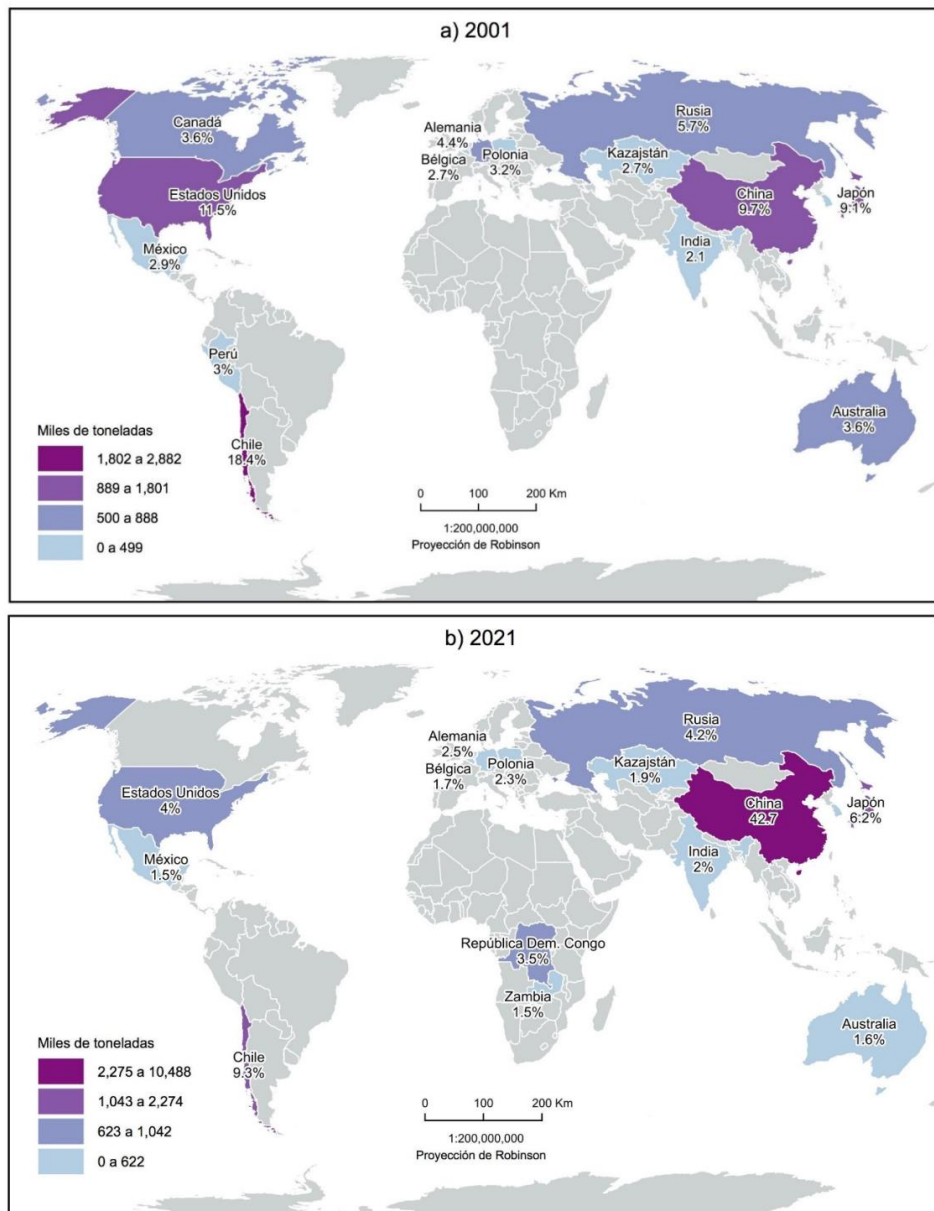 a) 2001
Canadá
3.6%
Estados Unidos
11.5%
México
2.9%
Perú
3%
Chile
18.4%
Alemania
4.4%
Bélgica
2.7%
Polonia
3.2%
Rusia
5.7%
Kazajstán
2.7%
China
9.7%
Japón
9.1%
India
2.1
Australia
3.6%
Miles de toneladas
1,802 a 2,882
889 a 1,801
500 a 888
0 a 499
0 100 200 Km
1:200,000,000
Proyección de Robinson
b) 2021
Estados Unidos
4%
México
1.5%
Chile
9.3%
Alemania
2.5%
Bélgica
1.7%
Polonia
2.3%
Rusia
4.2%
Kazajstán
1.9%
China
42.7
Japón
6.2%
India
2%
República Dem. Congo
3.5%
Zambia
1.5%
Australia
1.6%
Miles de toneladas
2,275 a 10,488
1,043 a 2,274
623 a 1,042
0 a 622
0 100 200 Km
1:200,000,000
Proyección de Robinson